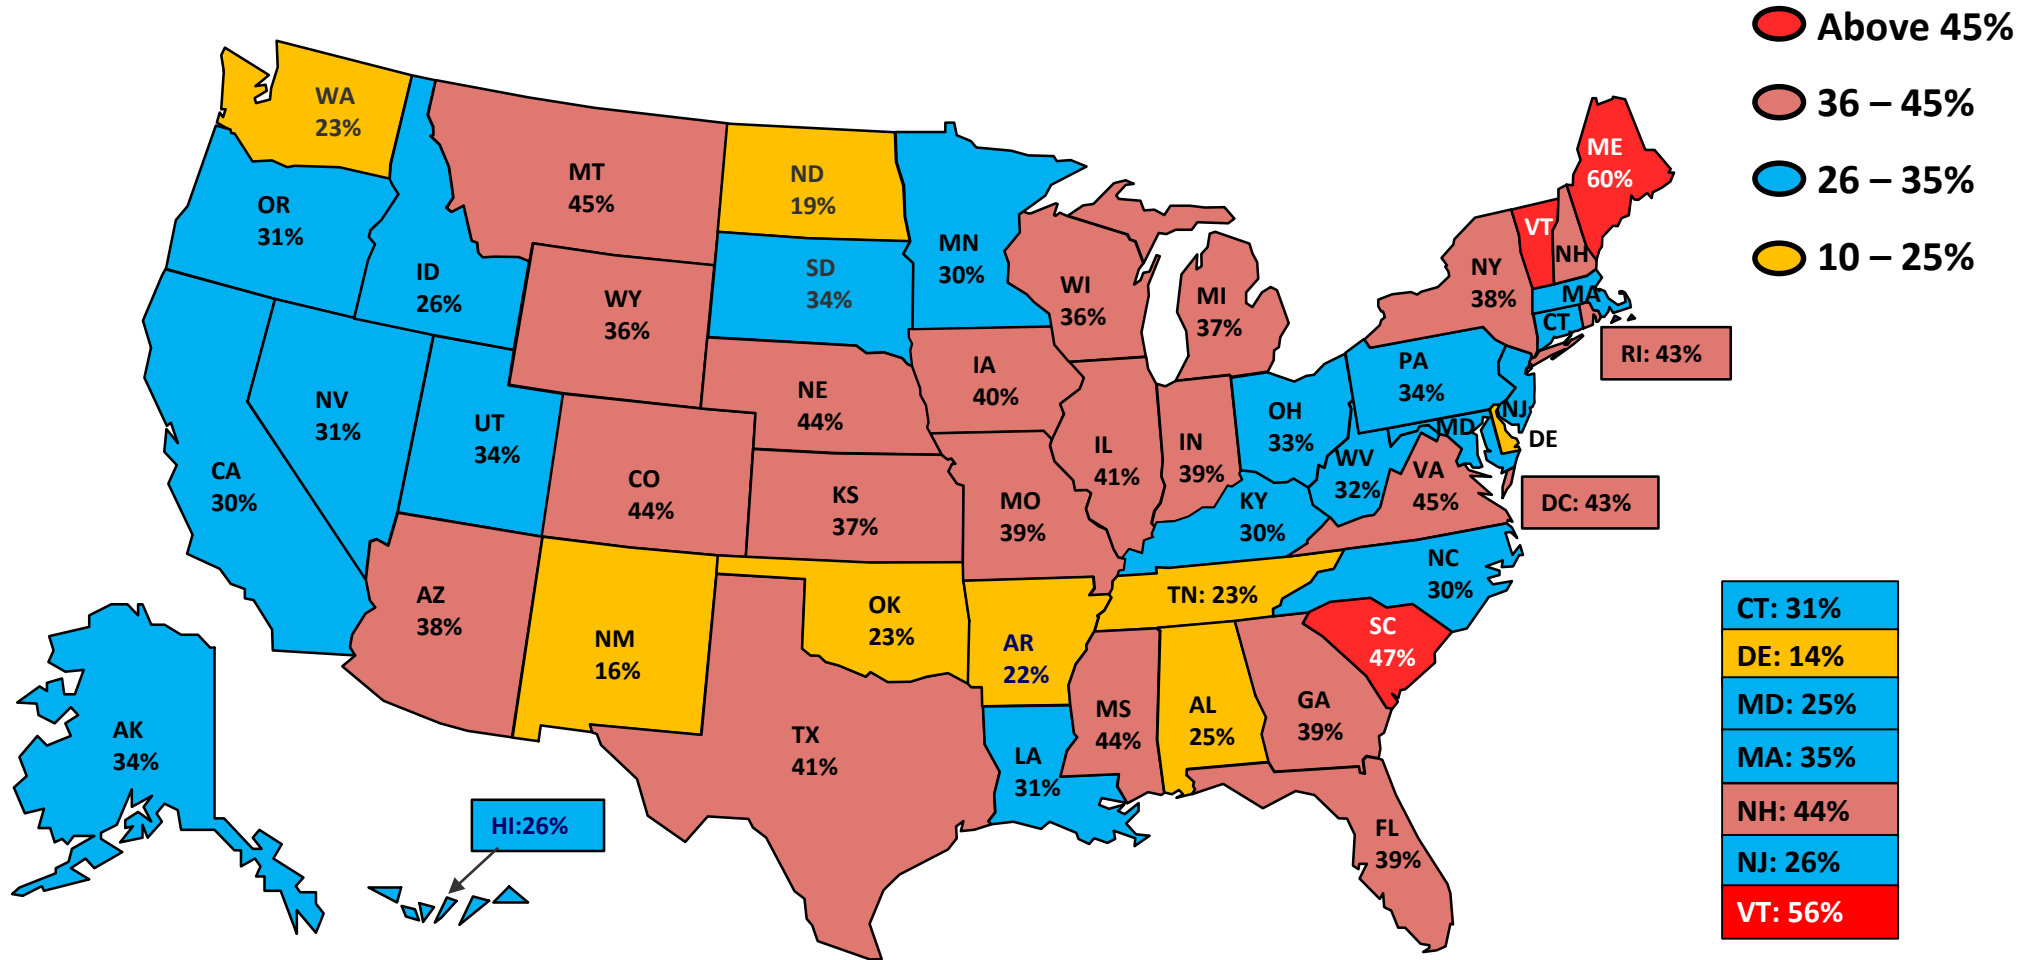 Above 45%
36 – 45%
26 – 35%
10 – 25%
WA
23%
OR
31%
ID
26%
MT
45%
ND
19%
SD
34%
MN
30%
WY
36%
WI
36%
MI
37%
ME
60%
VT
NH
NY
38%
MA
CT
RI: 43%
PA
34%
NJ
MD
DE
DC: 43%
NV
31%
UT
34%
CA
30%
CO
44%
NE
44%
KS
37%
IA
40%
MO
39%
IL
41%
IN
39%
OH
33%
WV
32%
VA
45%
KY
30%
NC
30%
TN: 23%
SC
47%
AZ
38%
NM
16%
OK
23%
AR
22%
TX
41%
LA
31%
MS
44%
AL
25%
GA
39%
FL
39%
AK
34%
HI:26%
CT: 31%
DE: 14%
MD: 25%
MA: 35%
NH: 44%
NJ: 26%
VT: 56%